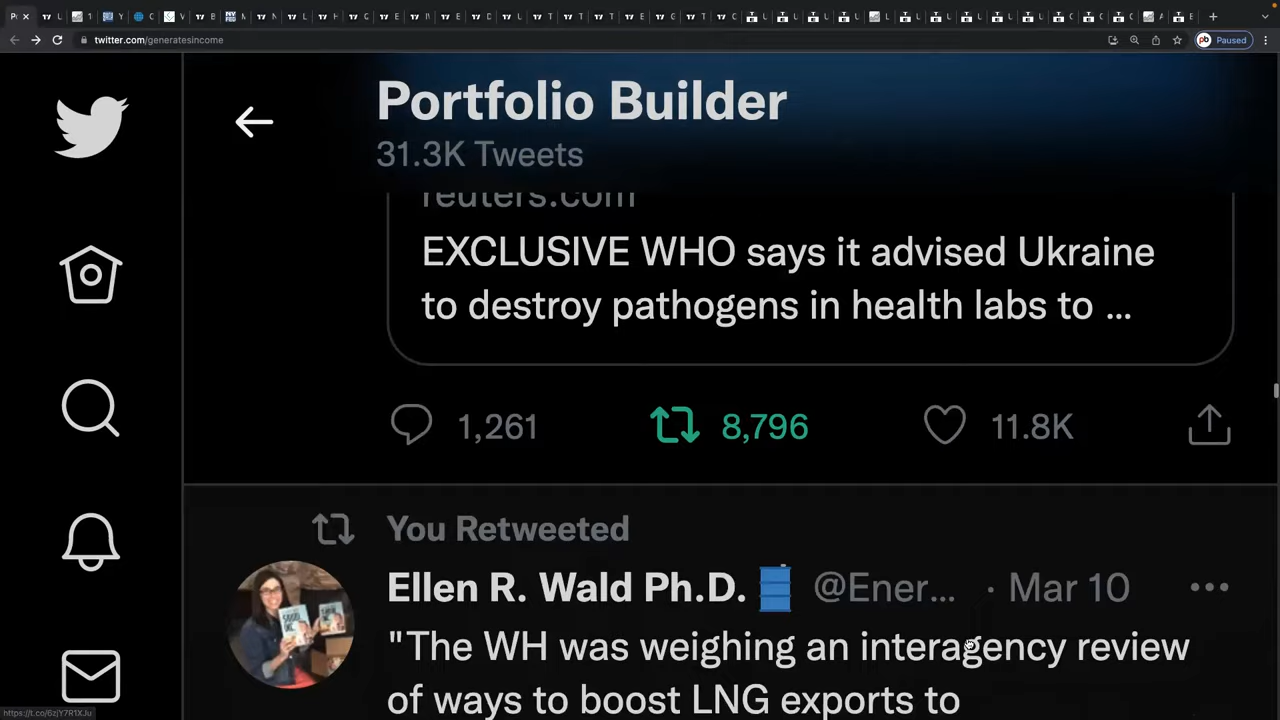 twitter.com/generatesincome
Paused
Portfolio Builder
31.3K Tweets
reuters.com
EXCLUSIVE WHO says it advised Ukraine
to destroy pathogens in health labs to ...
1,261
8,796
11.8K
You Retweeted
Ellen R. Wald Ph.D. @Ener... · Mar 10
"The WH was weighing an interagency review
of ways to boost LNG exports to